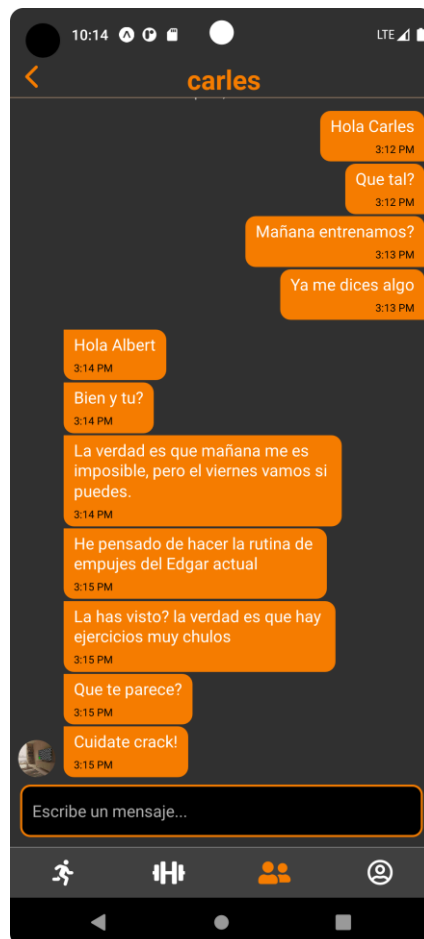 10:14
LTE
carles
Hola Carles
3:12 PM
Que tal?
3:12 PM
Mañana entrenamos?
3:13 PM
Ya me dices algo
3:13 PM
Hola Albert
3:14 PM
Bien y tu?
3:14 PM
La verdad es que mañana me es
imposible, pero el viernes vamos si
puedes.
3:14 PM
He pensado de hacer la rutina de
empujes del Edgar actual
3:15 PM
La has visto? la verdad es que hay
ejercicios muy chulos
3:15 PM
Que te parece?
3:15 PM
Cuidate crack!
3:15 PM
Escribe un mensaje...